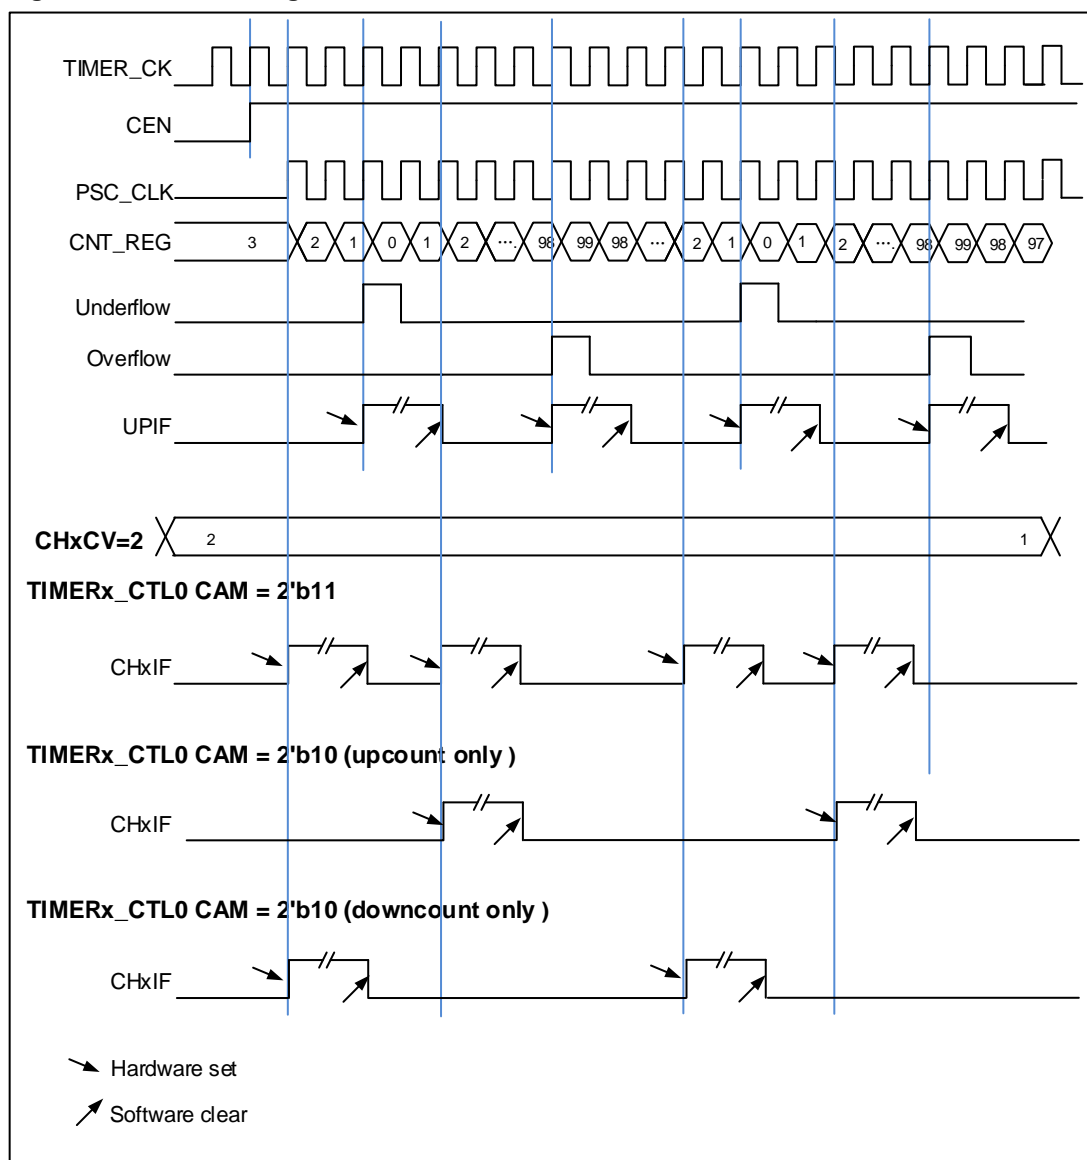 TIMER_CK
CEN
PSC_CLK
CNT_REG 3 2 1 0 1 2 .... 98 99 98 ... 2 1 0 1 2 .... 98 99 98 97
Underflow
Overflow
UPIF
CHxCV=2 2 1
TIMERx_CTL0 CAM = 2'b11
CHxIF
TIMERx_CTL0 CAM = 2'b10 (upcount only )
CHxIF
TIMERx_CTL0 CAM = 2'b10 (downcount only )
CHxIF
Hardware set
Software clear